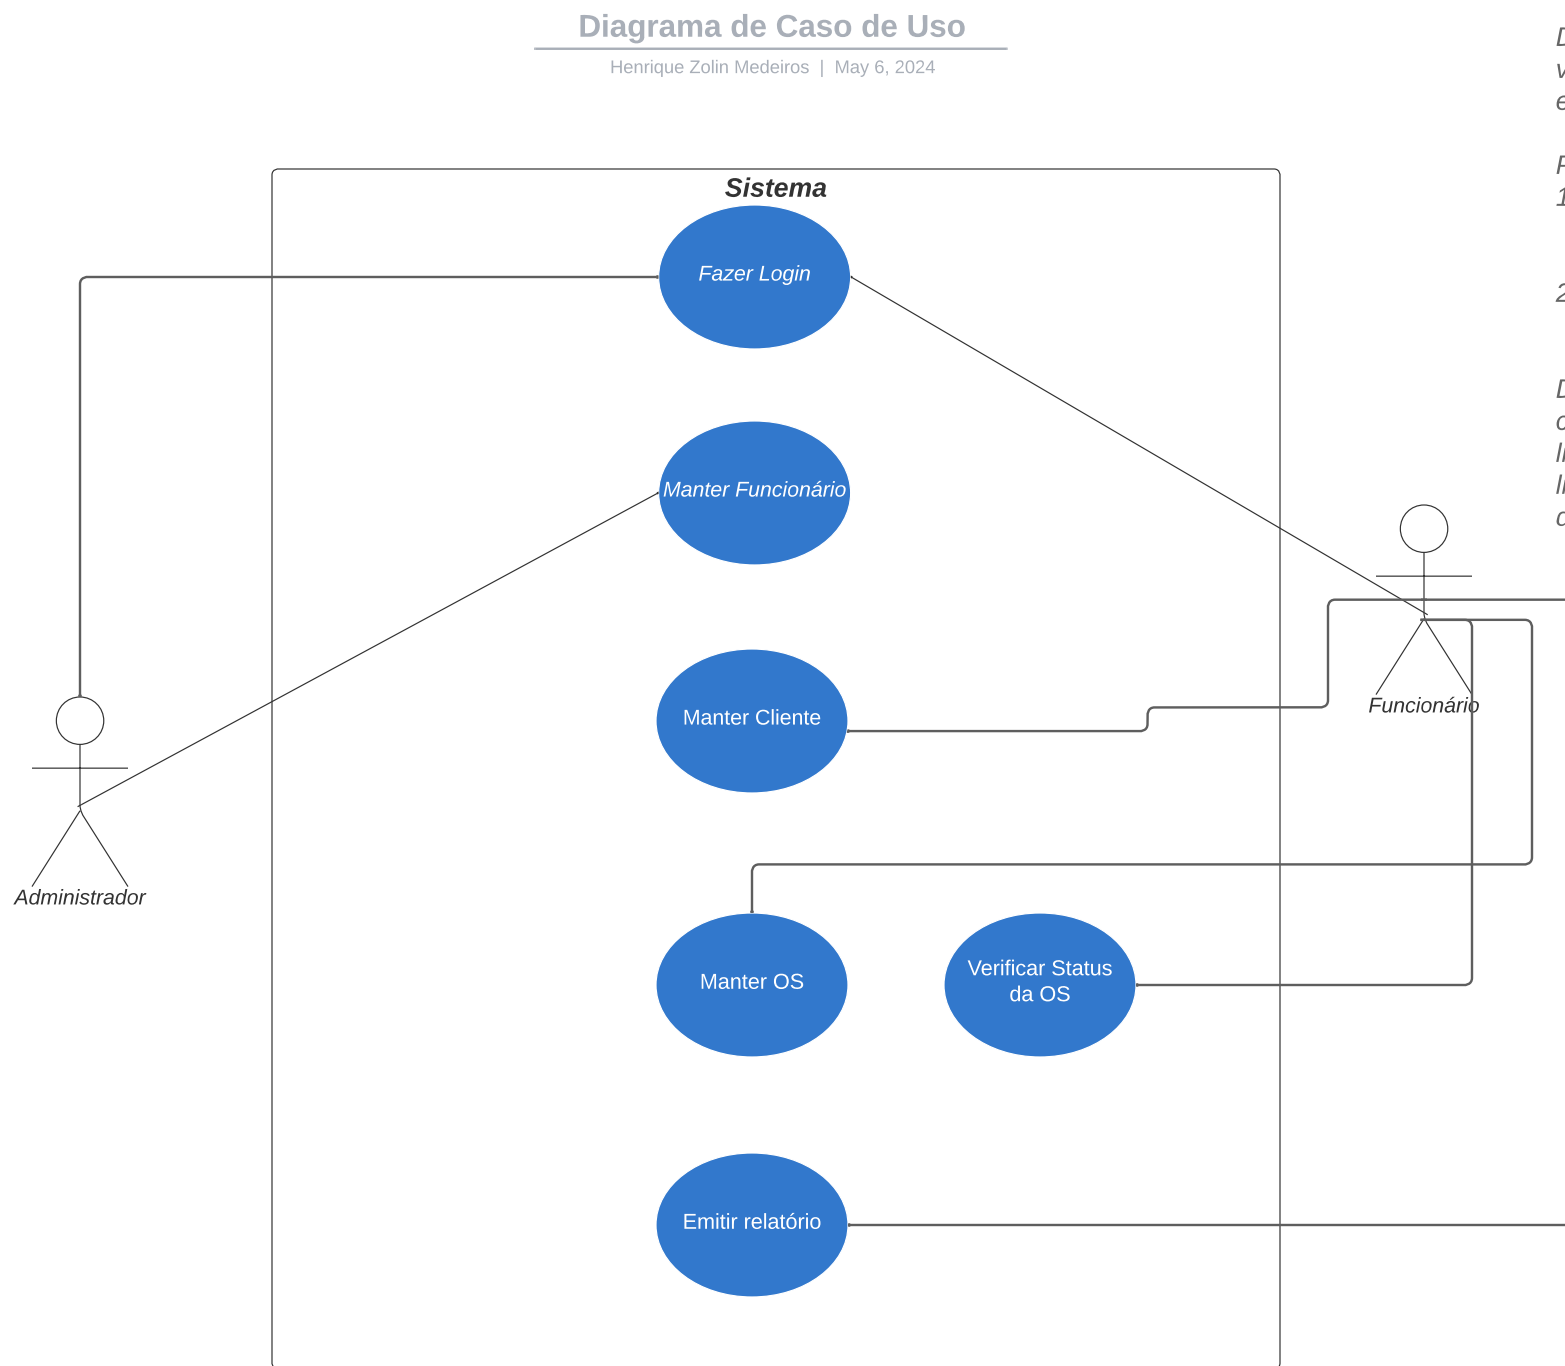 Diagrama de Caso de Uso
Henrique Zolin Medeiros | May 6, 2024
Sistema
Fazer Login
Manter Funcionário
Manter Cliente
Funcionário
Administrador
Manter OS
Verificar Status
da OS
Emitir relatório